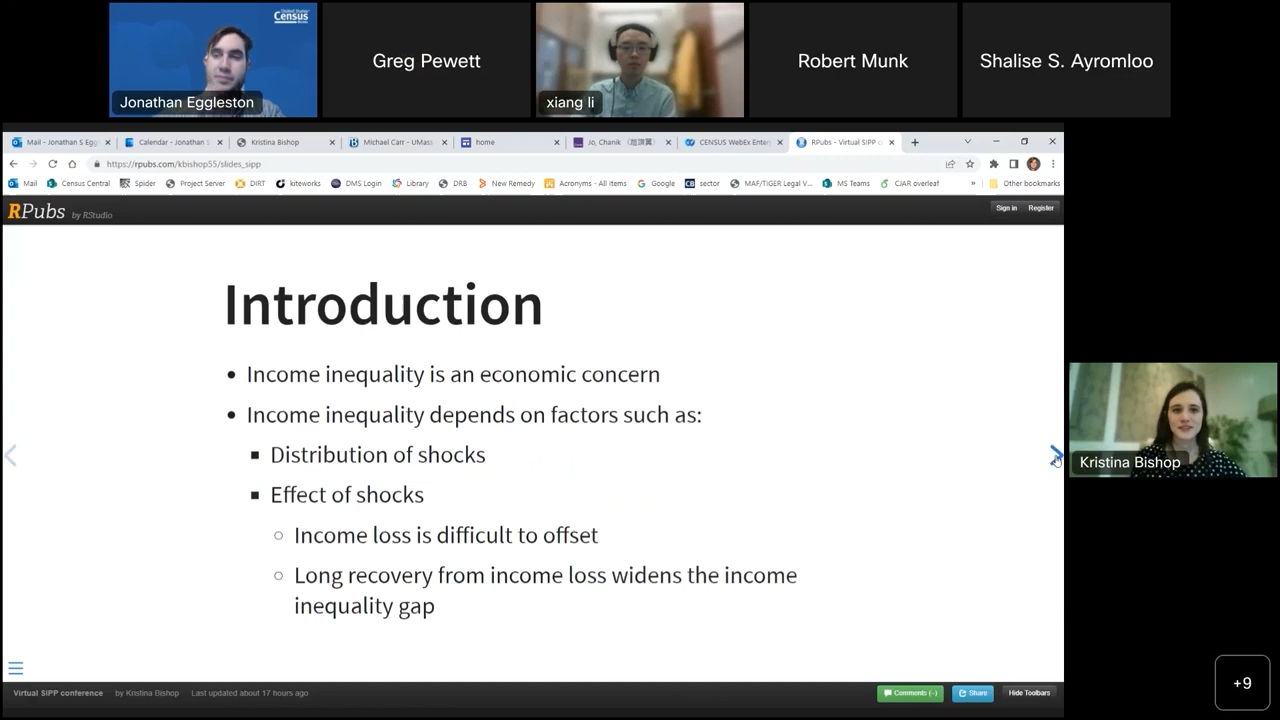 United States
Census
Bureau
Jonathan Eggleston
Greg Pewett
xiang li
Robert Munk
Shalise S. Ayromloo
Mail - Jonathan S Egg
Calendar - Jonathan S
Kristina Bishop
Michael Carr - UMass
home
Jo, Chanik
CENSUS WebEx Enter
RPubs - Virtual SIPP c
https://rpubs.com/kbishop55/slides_sipp
Mail
Census Central
Spider
Project Server
DIRT
kiteworks
DMS Login
Library
DRB
New Remedy
Acronyms - All Items
Google
sector
MAF/TIGER Legal V...
MS Teams
CJAR overleaf
»
Other bookmarks
RPubs by RStudio
Sign in
Register
Introduction
• Income inequality is an economic concern
• Income inequality depends on factors such as:
▪ Distribution of shocks
▪ Effect of shocks
○ Income loss is difficult to offset
○ Long recovery from income loss widens the income
inequality gap
Kristina Bishop
Virtual SIPP conference by Kristina Bishop Last updated about 17 hours ago
Comments (–)
Share
Hide Toolbars
+9